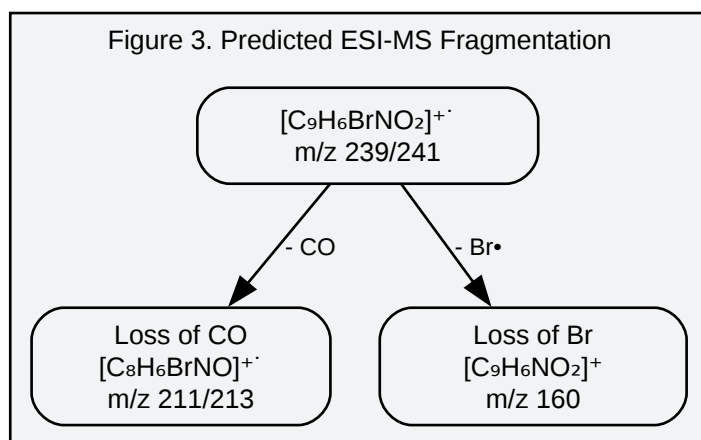 Figure 3. Predicted ESI-MS Fragmentation
[C₉H₆BrNO₂]⁺˙
m/z 239/241
- CO
- Br•
Loss of CO
[C₈H₆BrNO]⁺˙
m/z 211/213
Loss of Br
[C₉H₆NO₂]⁺
m/z 160